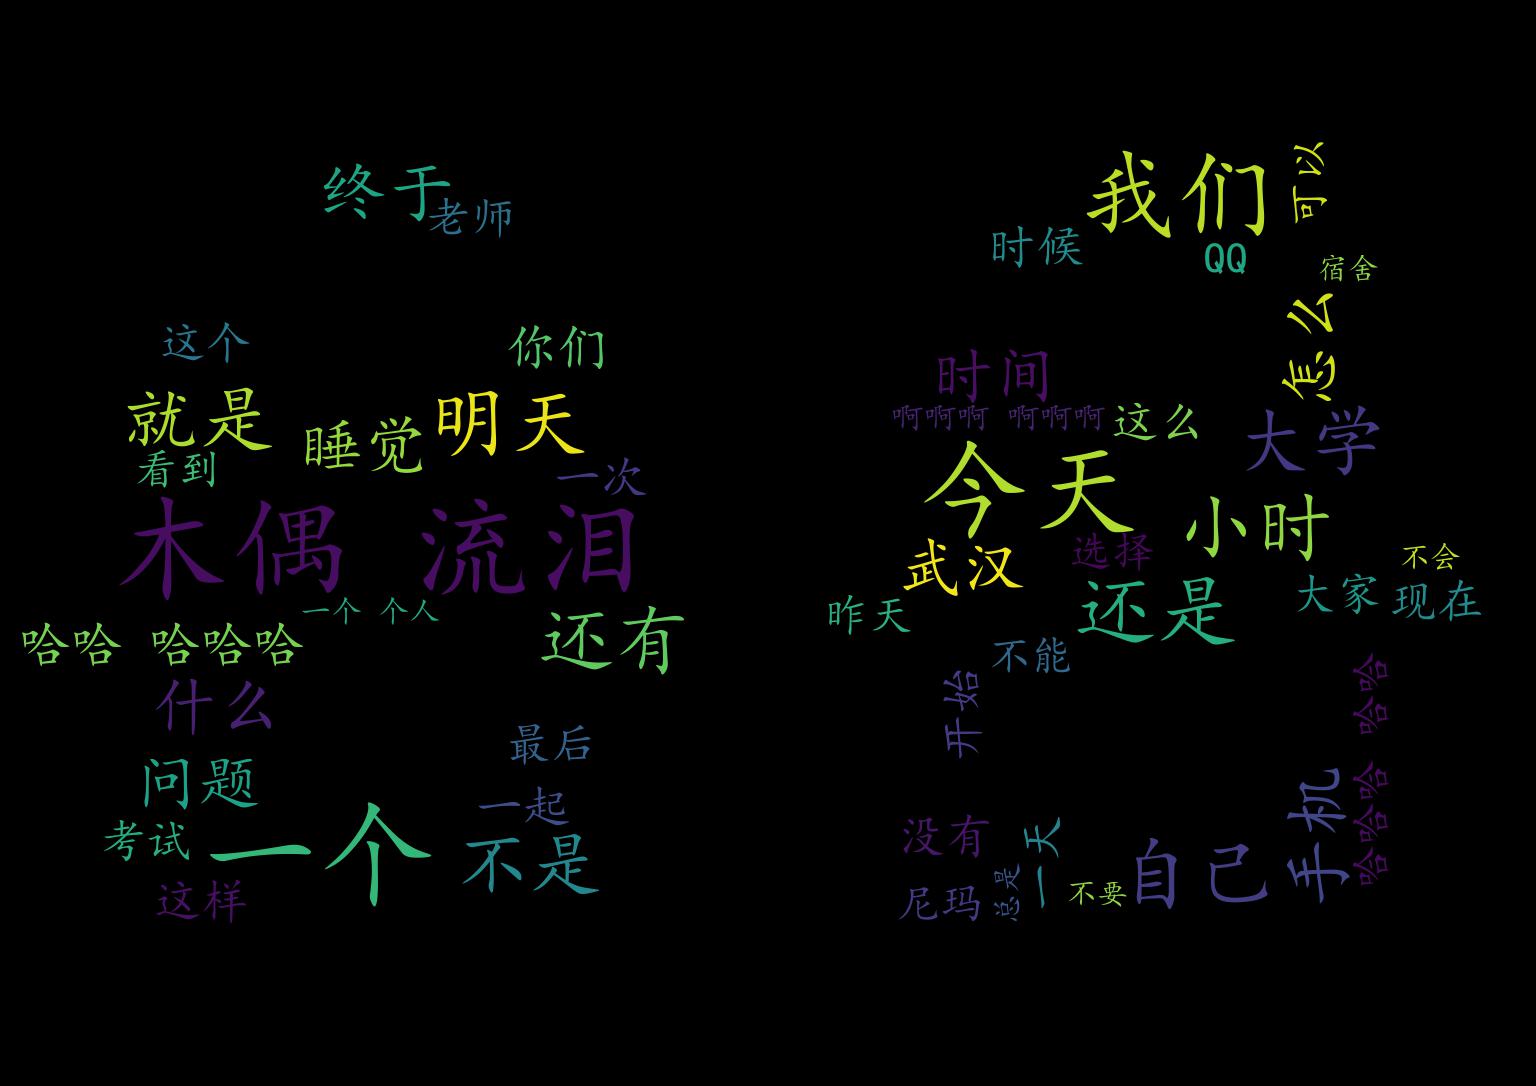 终于
老师
这个
你们
就是
睡觉
明天
看到
一次
木偶 流泪
一个 个人
哈哈 哈哈哈
还有
什么
最后
问题
一起
考试
一个
不是
这样
我们
可以
时候
QQ
宿舍
怎么
时间
啊啊啊 啊啊啊
这么
大学
今天
小时
武汉
选择
不会
昨天
还是
大家
现在
不能
开始
哈哈 哈哈哈
手机
没有
一天
尼玛
总是
不要
自己